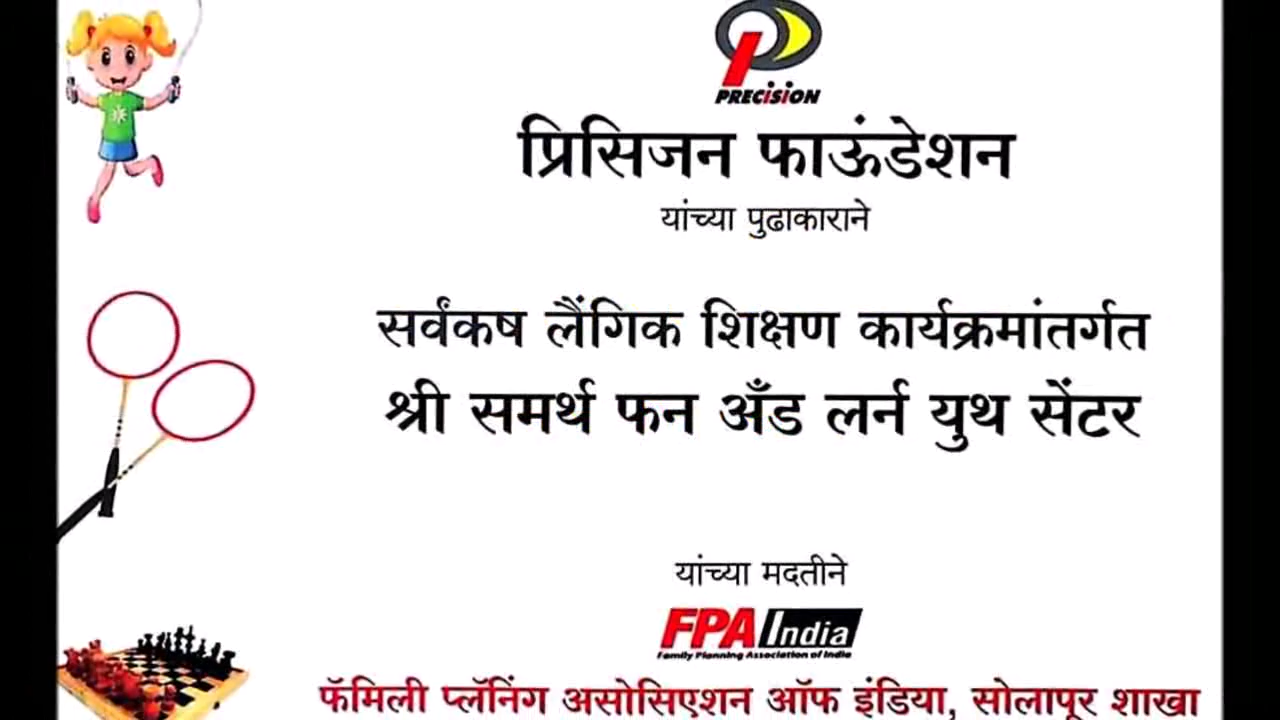 PRECISION
प्रिसिजन फाऊंडेशन
यांच्या पुढाकाराने
सर्वंकष लैंगिक शिक्षण कार्यक्रमांतर्गत
श्री समर्थ फन अँड लर्न युथ सेंटर
यांच्या मदतीने
FPA India
Family Planning Association of India
फॅमिली प्लॅनिंग असोसिएशन ऑफ इंडिया, सोलापूर शाखा